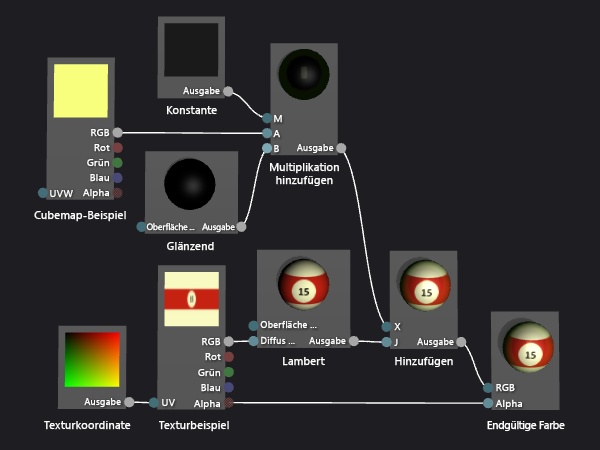 Ausgabe
Konstante
RGB
Rot
Grün
Blau
UVW
Alpha
Cubemap-Beispiel
M
A
B
Ausgabe
Multiplikation
hinzufügen
Oberfläche ...
Ausgabe
Glänzend
RGB
Rot
Grün
Blau
UV
Alpha
Texturbeispiel
Ausgabe
Texturkoordinate
15
Oberfläche ...
Diffus ...
Ausgabe
Lambert
15
X
J
Ausgabe
Hinzufügen
15
RGB
Alpha
Endgültige Farbe